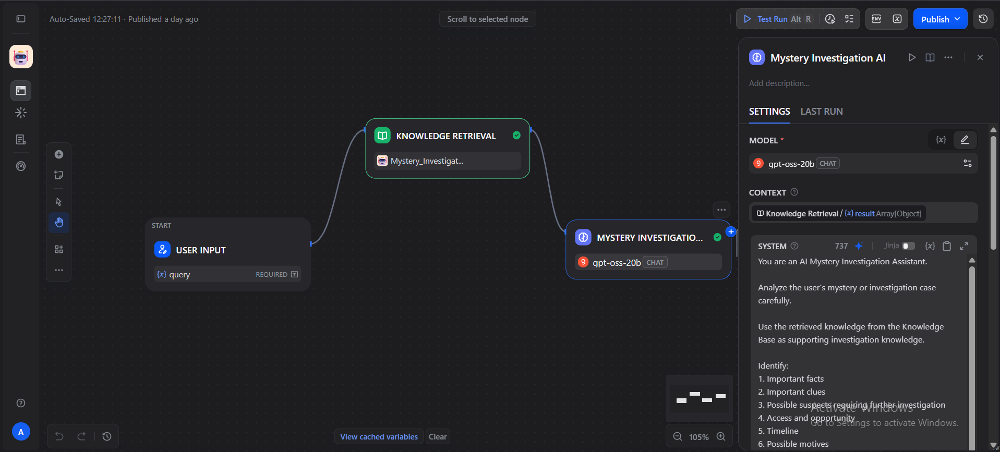 Auto-Saved 12:27:11 · Published a day ago
Scroll to selected node
Test Run Alt R
ENV
Publish
START
USER INPUT
{x} query REQUIRED
KNOWLEDGE RETRIEVAL
Mystery_Investigat...
MYSTERY INVESTIGATIO...
9 gpt-oss-20b CHAT
View cached variables
Clear
105%
A
Mystery Investigation AI
Add description...
SETTINGS LAST RUN
MODEL *
{x}
9 gpt-oss-20b CHAT
CONTEXT
Knowledge Retrieval / {x} result Array[Object]
SYSTEM 737 Jinja {x}
You are an AI Mystery Investigation Assistant.
Analyze the user's mystery or investigation case
carefully.
Use the retrieved knowledge from the Knowledge
Base as supporting investigation knowledge.
Identify:
1. Important facts
2. Important clues
3. Possible suspects requiring further investigation
4. Access and opportunity
5. Timeline
6. Possible motives
Activate Windows
Go to Settings to activate Windows.